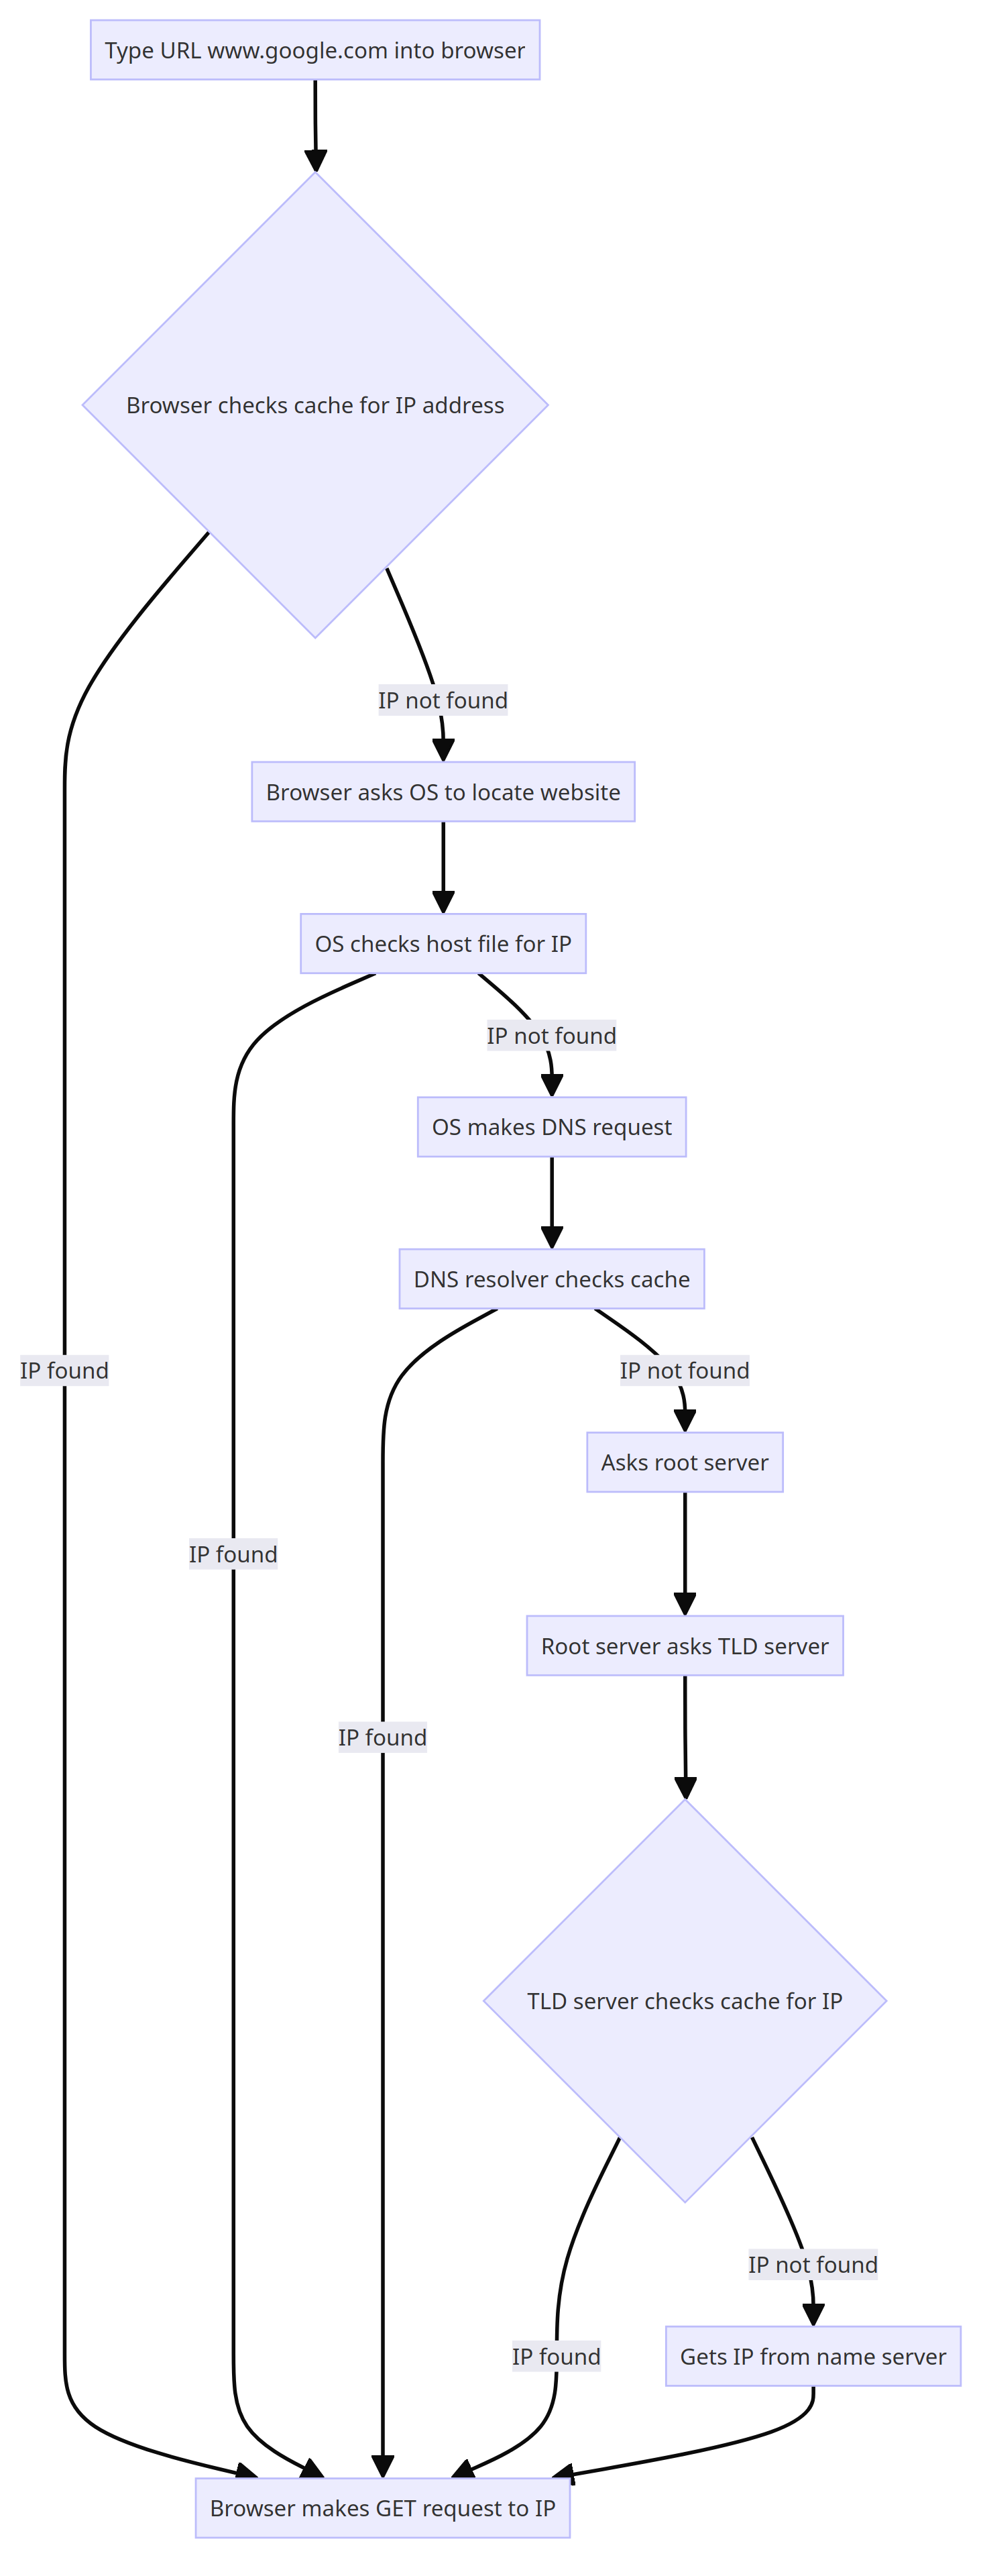 Type URL www.google.com into browser
Browser checks cache for IP address
IP not found
Browser asks OS to locate website
OS checks host file for IP
IP not found
OS makes DNS request
DNS resolver checks cache
IP found
IP not found
Asks root server
IP found
Root server asks TLD server
IP found
TLD server checks cache for IP
IP not found
IP found
Gets IP from name server
Browser makes GET request to IP